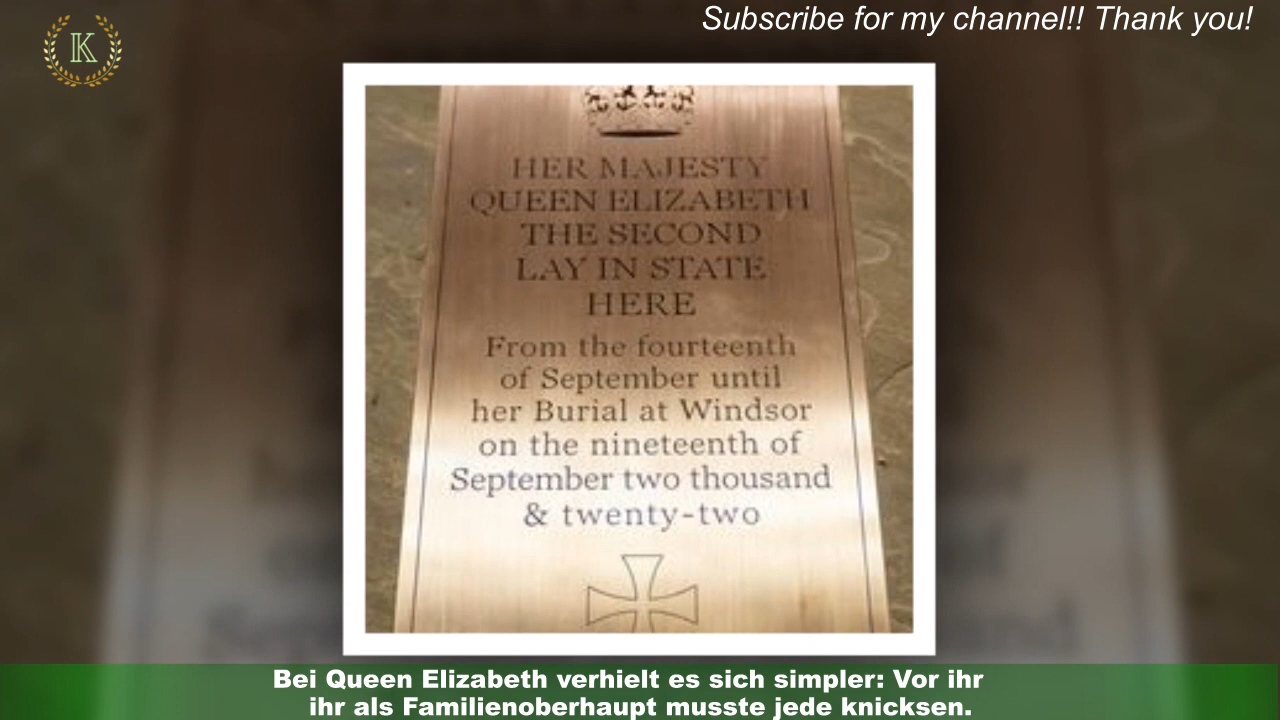 Subscribe for my channel!! Thank you!
K
HER MAJESTY
QUEEN ELIZABETH
THE SECOND
LAY IN STATE
HERE
From the fourteenth
of September until
her Burial at Windsor
on the nineteenth of
September two thousand
& twenty-two
Bei Queen Elizabeth verhielt es sich simpler: Vor ihr
ihr als Familienoberhaupt musste jede knicksen.